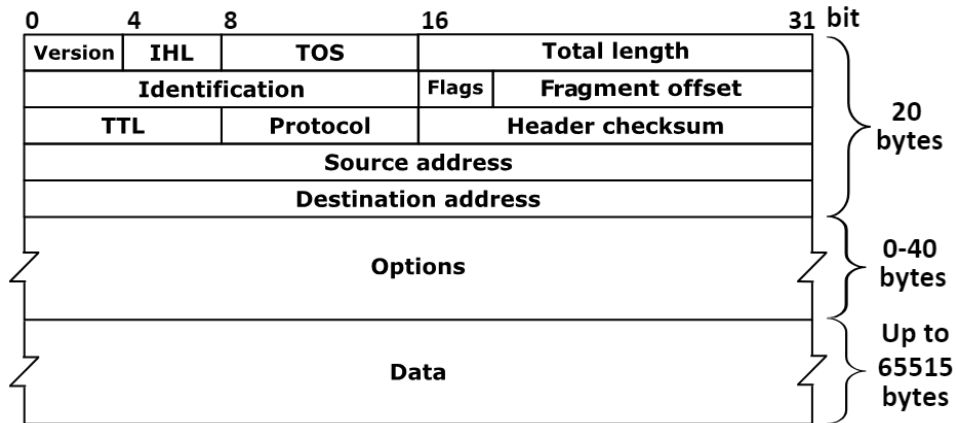 0 4 8 16 31 bit
Version IHL TOS Total length
Identification Flags Fragment offset
TTL Protocol Header checksum
20
bytes
Source address
Destination address
Options
0-40
bytes
Data
Up to
65515
bytes